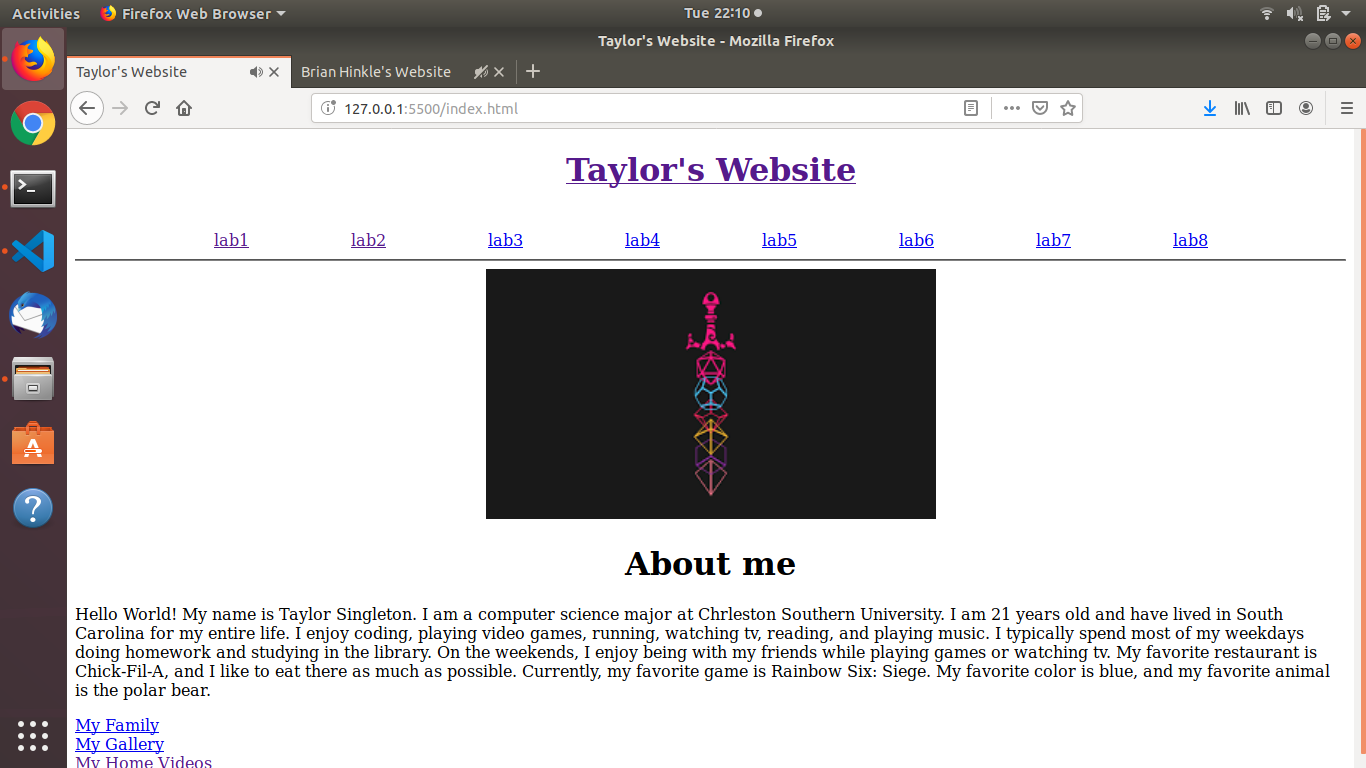 Activities Firefox Web Browser Tue 22:10
Taylor's Website - Mozilla Firefox
Taylor's Website Brian Hinkle's Website
127.0.0.1:5500/index.html
Taylor's Website
lab1 lab2 lab3 lab4 lab5 lab6 lab7 lab8
About me
Hello World! My name is Taylor Singleton. I am a computer science major at Chrleston Southern University. I am 21 years old and have lived in South
Carolina for my entire life. I enjoy coding, playing video games, running, watching tv, reading, and playing music. I typically spend most of my weekdays
doing homework and studying in the library. On the weekends, I enjoy being with my friends while playing games or watching tv. My favorite restaurant is
Chick-Fil-A, and I like to eat there as much as possible. Currently, my favorite game is Rainbow Six: Siege. My favorite color is blue, and my favorite animal
is the polar bear.
My Family
My Gallery
My Home Videos